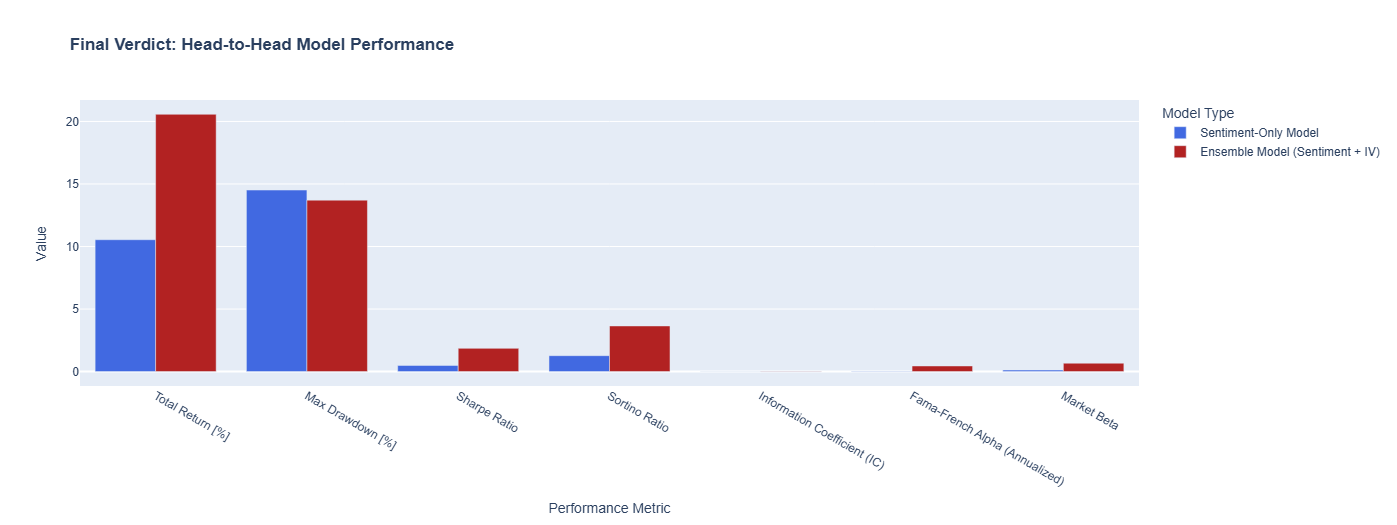 Final Verdict: Head-to-Head Model Performance
Model Type
Sentiment-Only Model
Ensemble Model (Sentiment + IV)
Value
20
15
10
5
0
Total Return [%]
Max Drawdown [%]
Sharpe Ratio
Sortino Ratio
Information Coefficient (IC)
Fama-French Alpha (Annualized)
Market Beta
Performance Metric